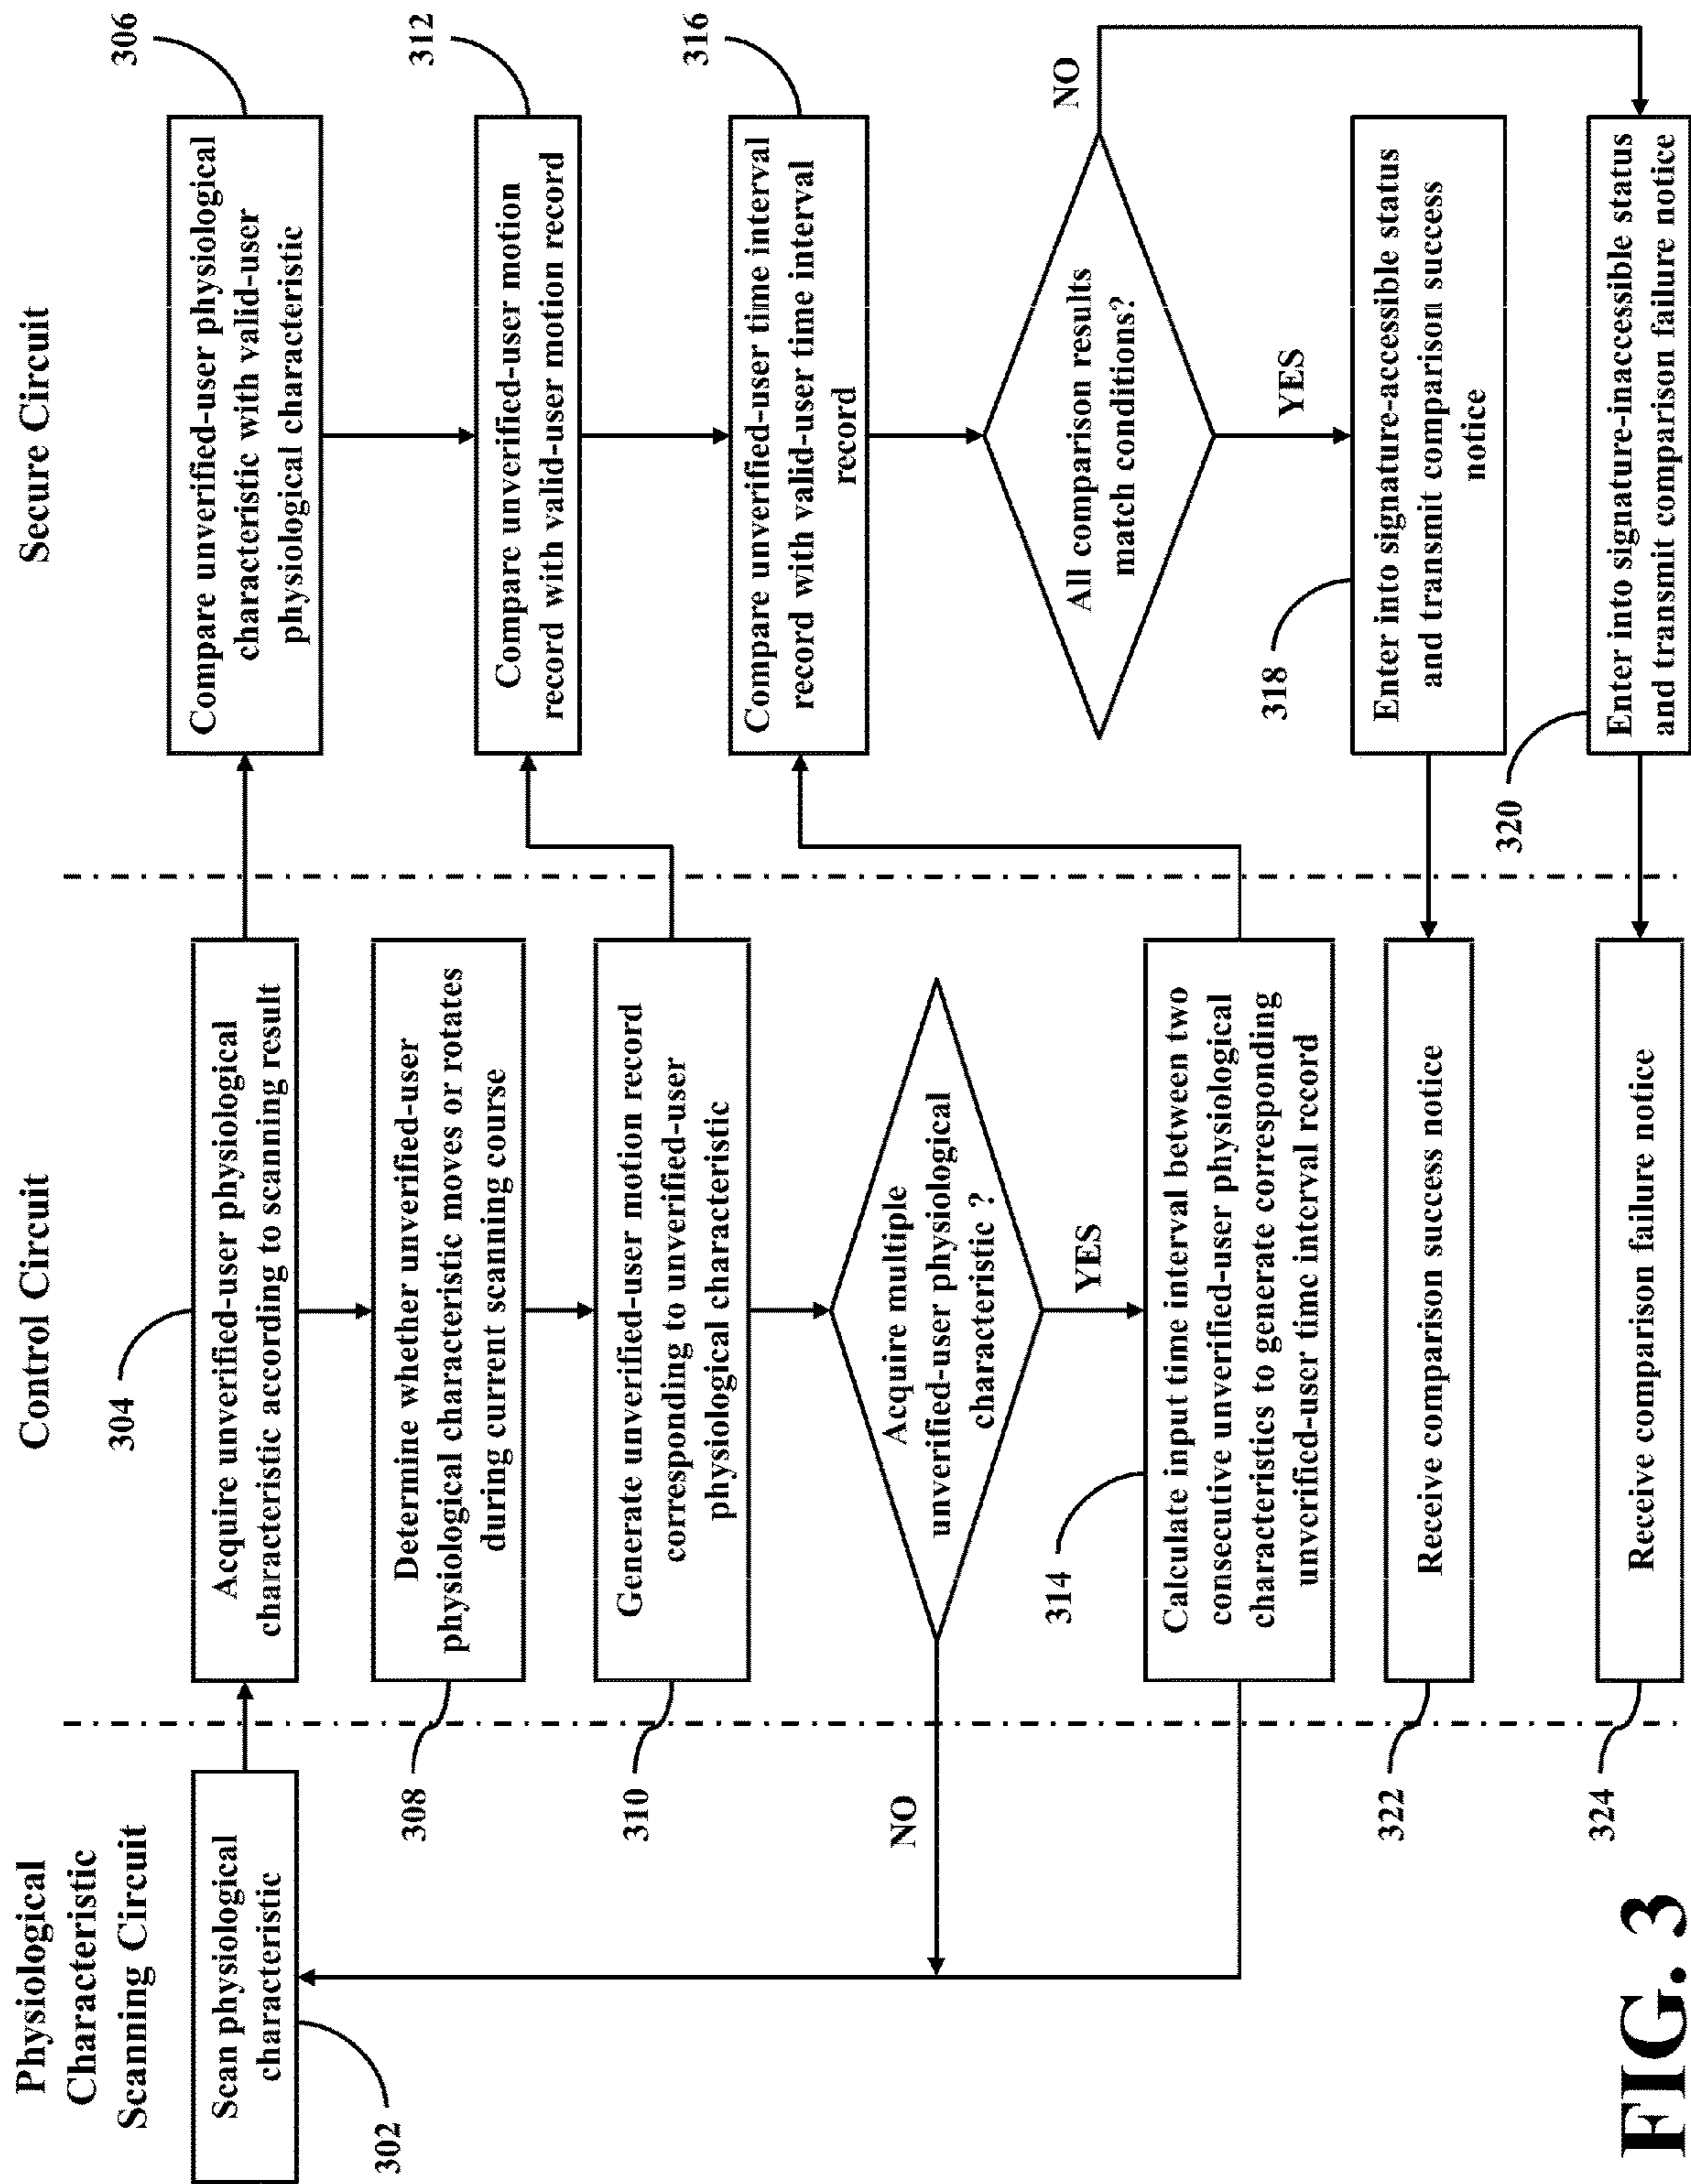 Physiological
Characteristic
Scanning Circuit
Control Circuit
Secure Circuit
Scan physiological
characteristic
302
304
Acquire unverified-user physiological
characteristic according to scanning result
306
Compare unverified-user physiological
characteristic with valid-user
physiological characteristic
308
Determine whether unverified-user
physiological characteristic moves or rotates
during current scanning course
310
Generate unverified-user motion record
corresponding to unverified-user
physiological characteristic
312
Compare unverified-user motion
record with valid-user motion record
Acquire multiple
unverified-user physiological
characteristic ?
NO
YES
314
Calculate input time interval between two
consecutive unverified-user physiological
characteristics to generate corresponding
unverified-user time interval record
316
Compare unverified-user time interval
record with valid-user time interval
record
All comparison results
match conditions?
NO
YES
318
Enter into signature-accessible status
and transmit comparison success
notice
320
Enter into signature-inaccessible status
and transmit comparison failure notice
322
Receive comparison success notice
324
Receive comparison failure notice
FIG. 3